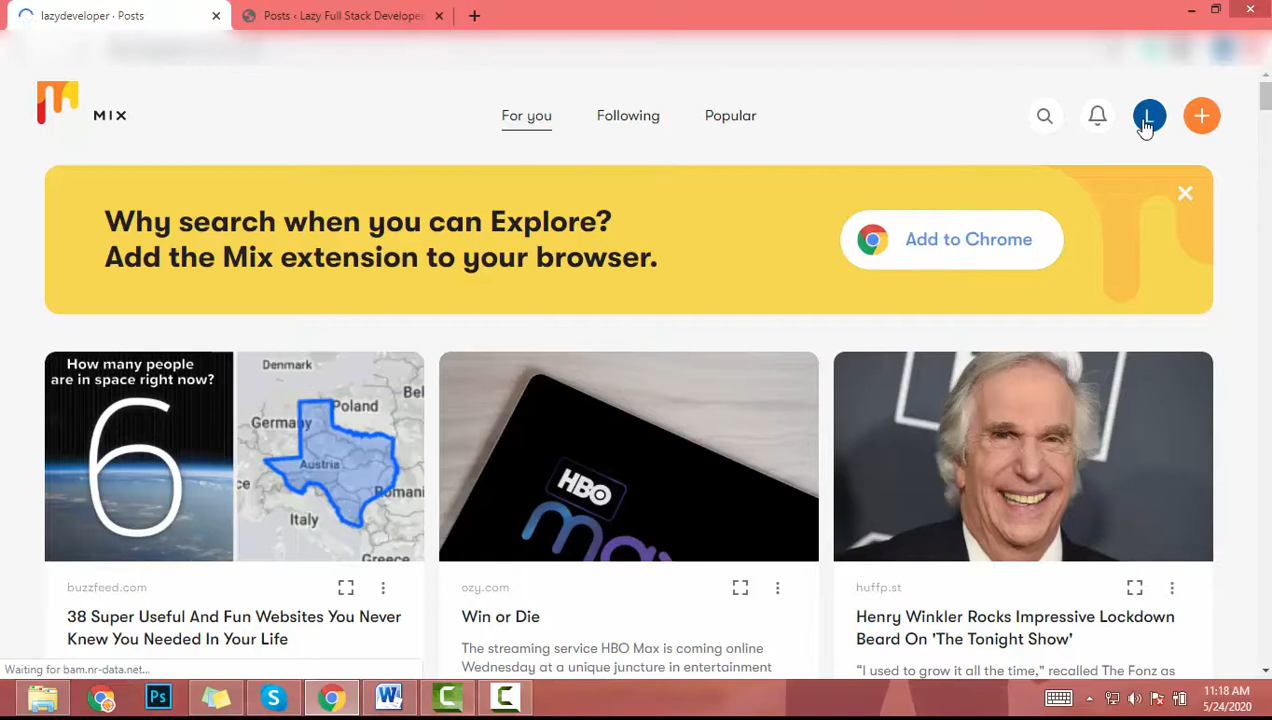 lazydeveloper · Posts
Posts ‹ Lazy Full Stack Developer
MIX
For you
Following
Popular
L
Why search when you can Explore?
Add the Mix extension to your browser.
Add to Chrome
How many people
are in space right now?
6
Denmark
Poland
Bel
Germany
Austria
ce
Romani
Italy
Greece
HBO
max
buzzfeed.com
38 Super Useful And Fun Websites You Never
Knew You Needed In Your Life
ozy.com
Win or Die
The streaming service HBO Max is coming online
Wednesday at a unique juncture in entertainment
huffp.st
Henry Winkler Rocks Impressive Lockdown
Beard On 'The Tonight Show'
“I used to grow it all the time,” recalled The Fonz as
Waiting for bam.nr-data.net...
Ps
S
W
C
C
11:18 AM
5/24/2020